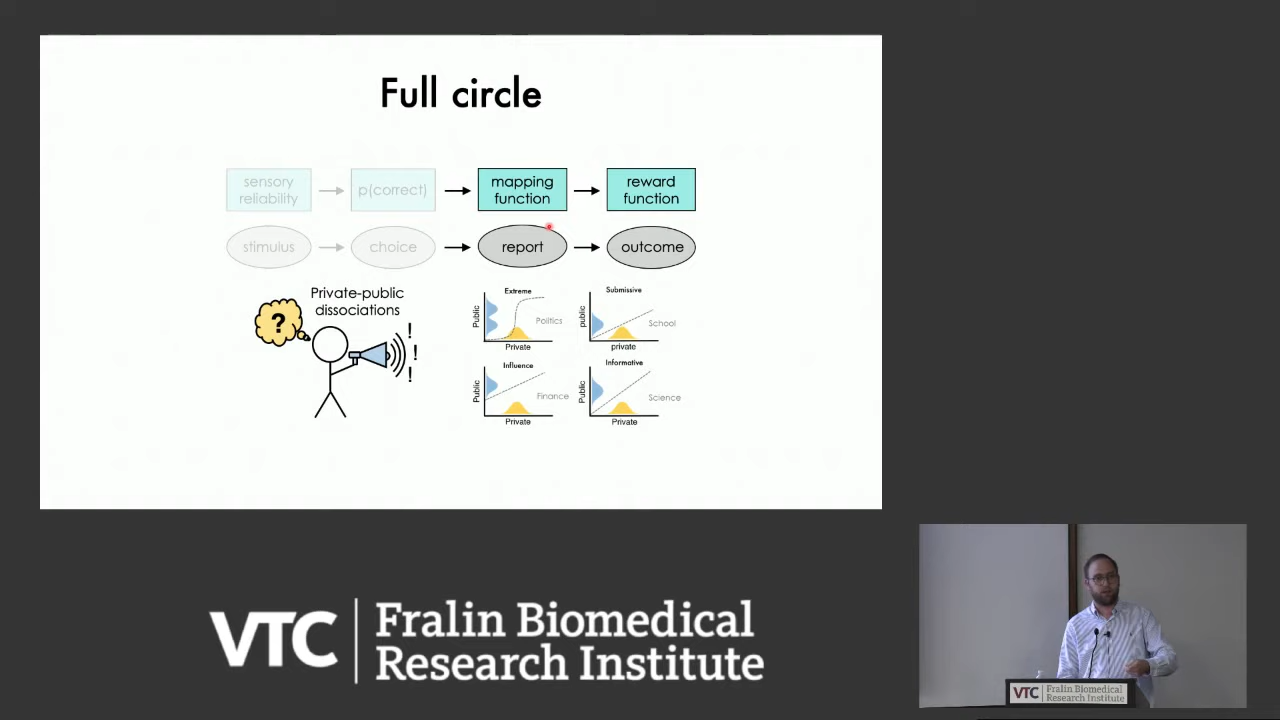 Full circle
sensory
reliability
p(correct)
mapping
function
reward
function
stimulus
choice
report
outcome
Private-public
dissociations
?
!
!
!
Extreme
Public
Politics
Private
Submissive
public
School
private
Influence
Public
Finance
Private
Informative
Public
Science
Private
VTC
Fralin Biomedical
Research Institute
VTC
Fralin Biomedical
Research Institute